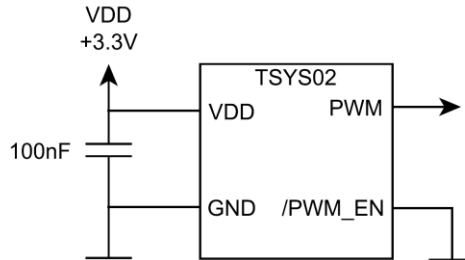 VDD
+3.3V
TSYS02
VDD
PWM
100nF
GND
/PWM_EN